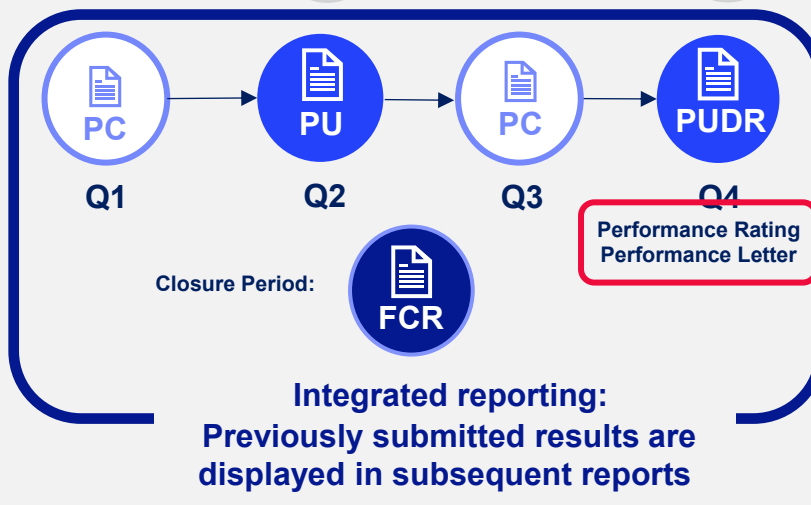 PC
PU
PC
PUDR
Q1
Q2
Q3
Q4
Performance Rating
Performance Letter
Closure Period:
FCR
Integrated reporting:
Previously submitted results are
displayed in subsequent reports